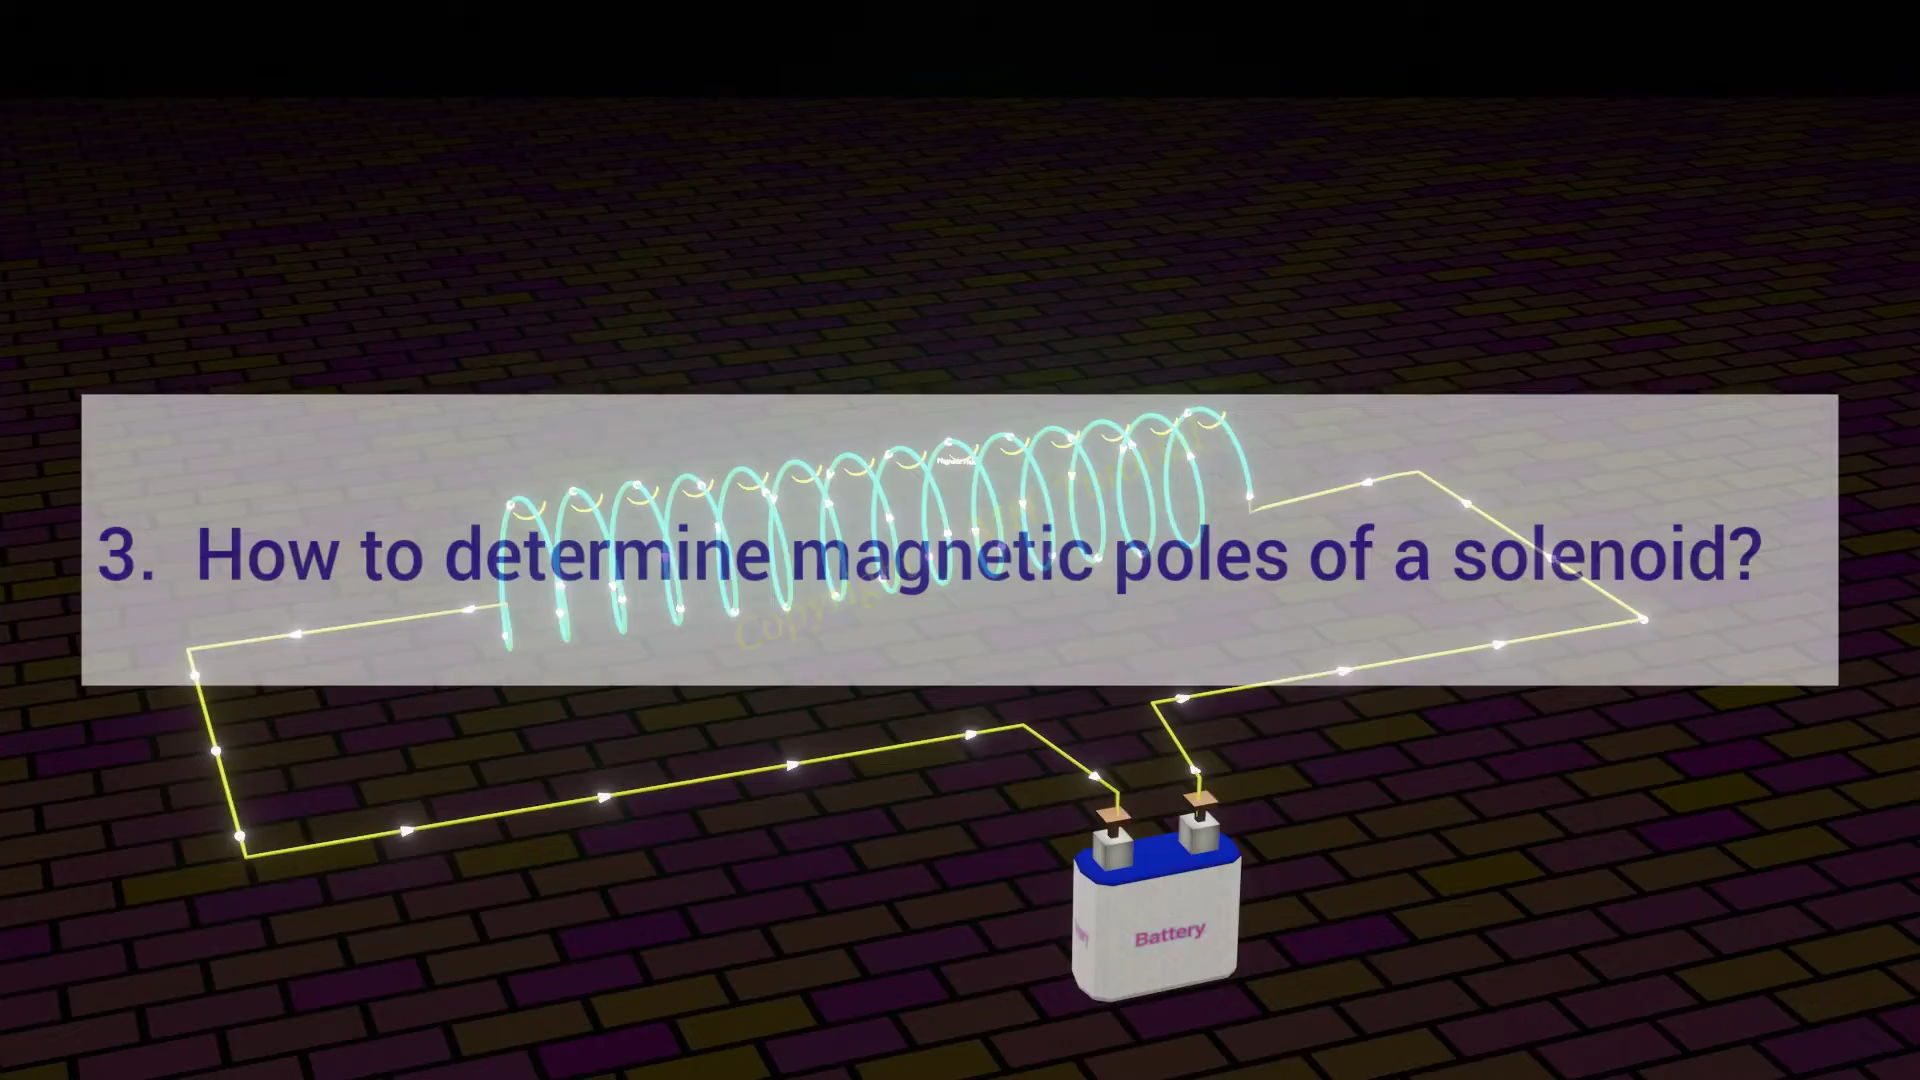 3. How to determine magnetic poles of a solenoid?
Battery